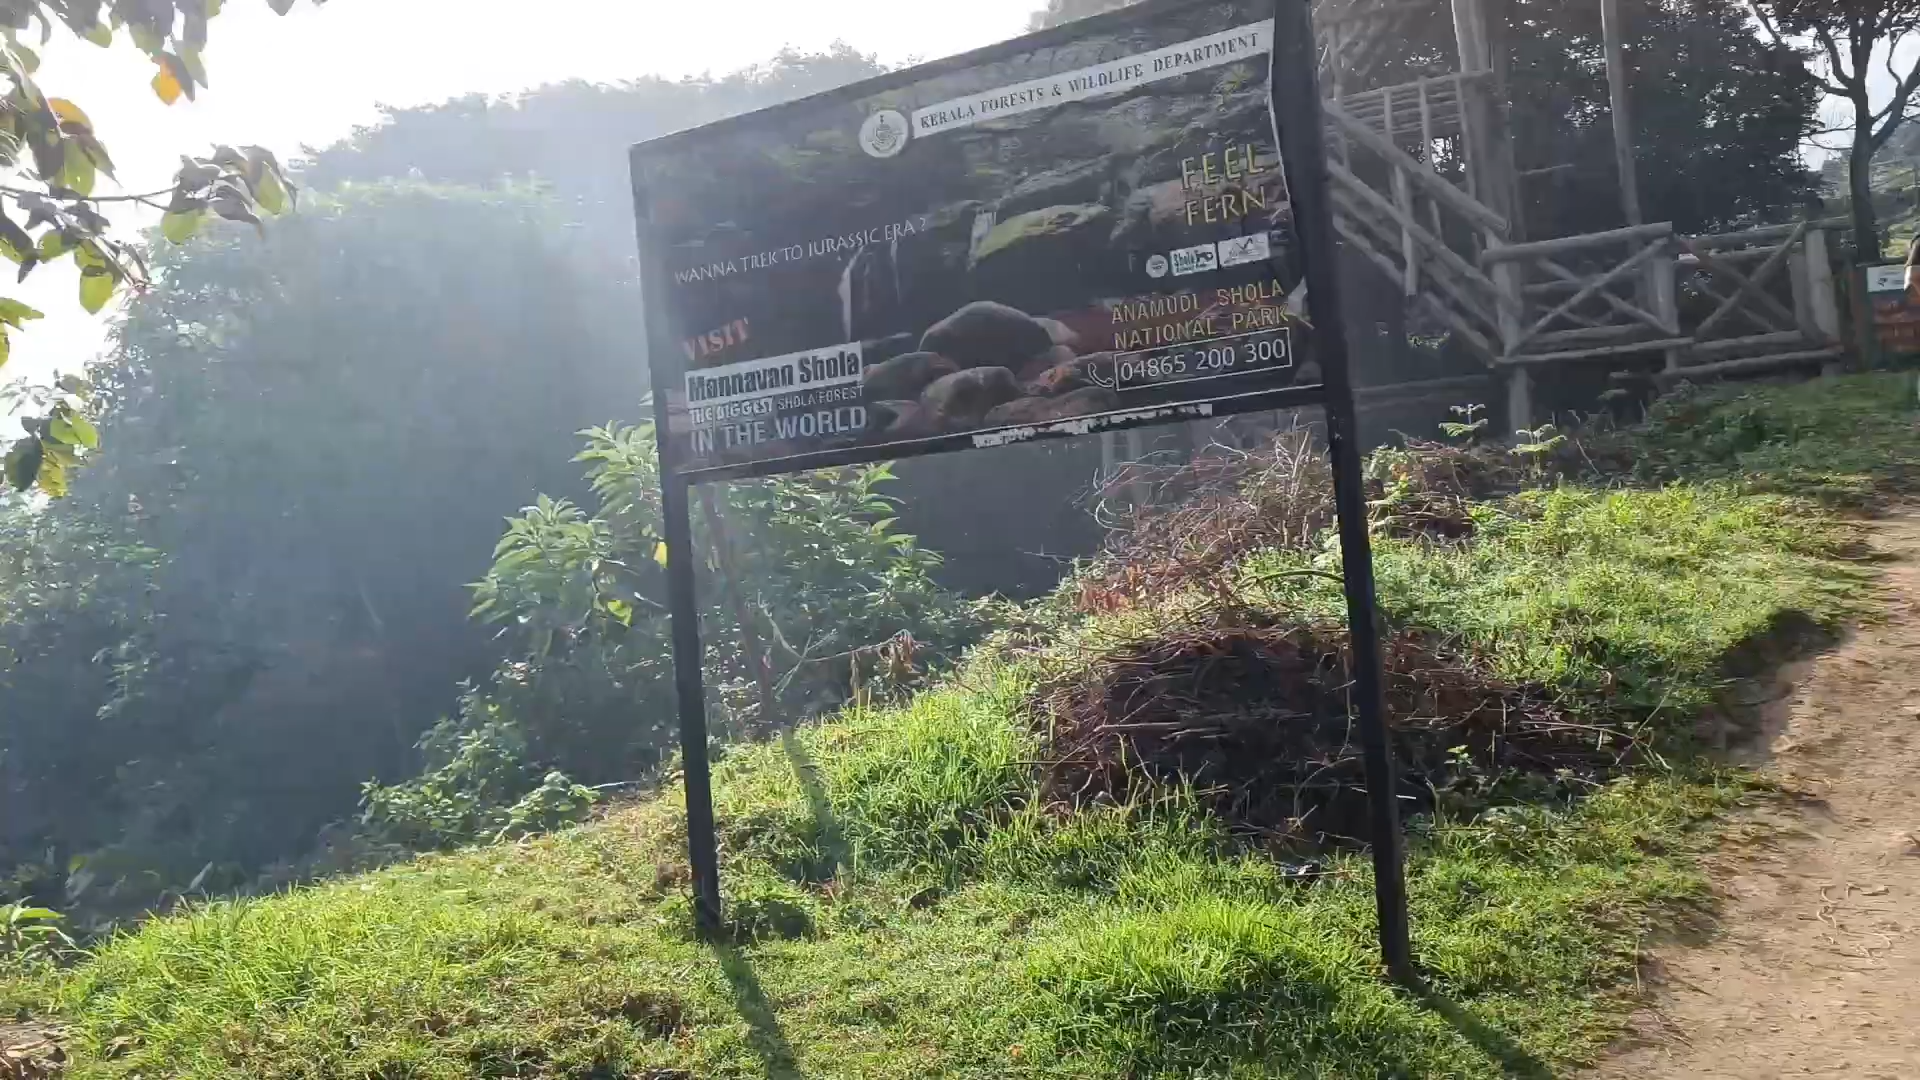 KERALA FORESTS & WILDLIFE DEPARTMENT
FEEL
FERN
WANNA TREK TO JURASSIC ERA ?
Shola
VISIT
Mannavan Shola
THE BIGGEST SHOLA FOREST
IN THE WORLD
ANAMUDI SHOLA
NATIONAL PARK
04865 200 300